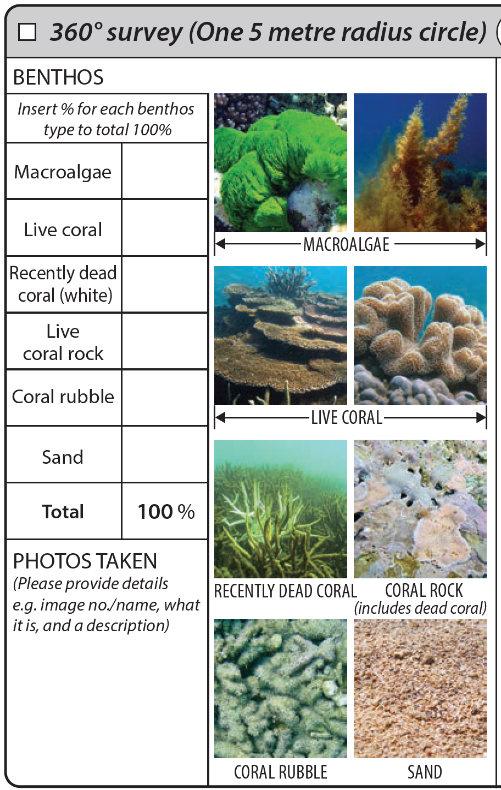 360° survey (One 5 metre radius circle)
BENTHOS
Insert % for each benthos
type to total 100%
Macroalgae
Live coral
Recently dead
coral (white)
Live
coral rock
Coral rubble
Sand
Total 100 %
PHOTOS TAKEN
(Please provide details
e.g. image no./name, what
it is, and a description)
MACROALGAE
LIVE CORAL
RECENTLY DEAD CORAL
CORAL ROCK
(includes dead coral)
CORAL RUBBLE
SAND